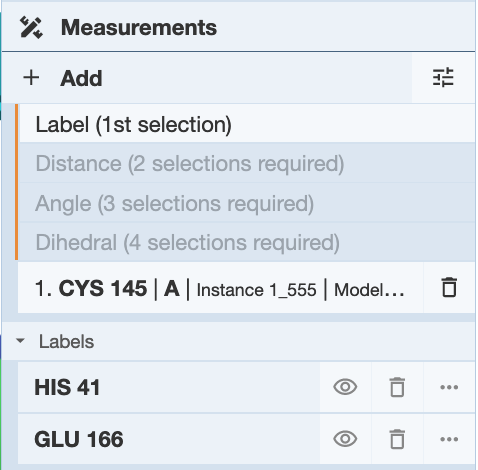 Measurements
Add
Label (1st selection)
Distance (2 selections required)
Angle (3 selections required)
Dihedral (4 selections required)
1. CYS 145 | A | Instance 1_555 | Model...
Labels
HIS 41
GLU 166